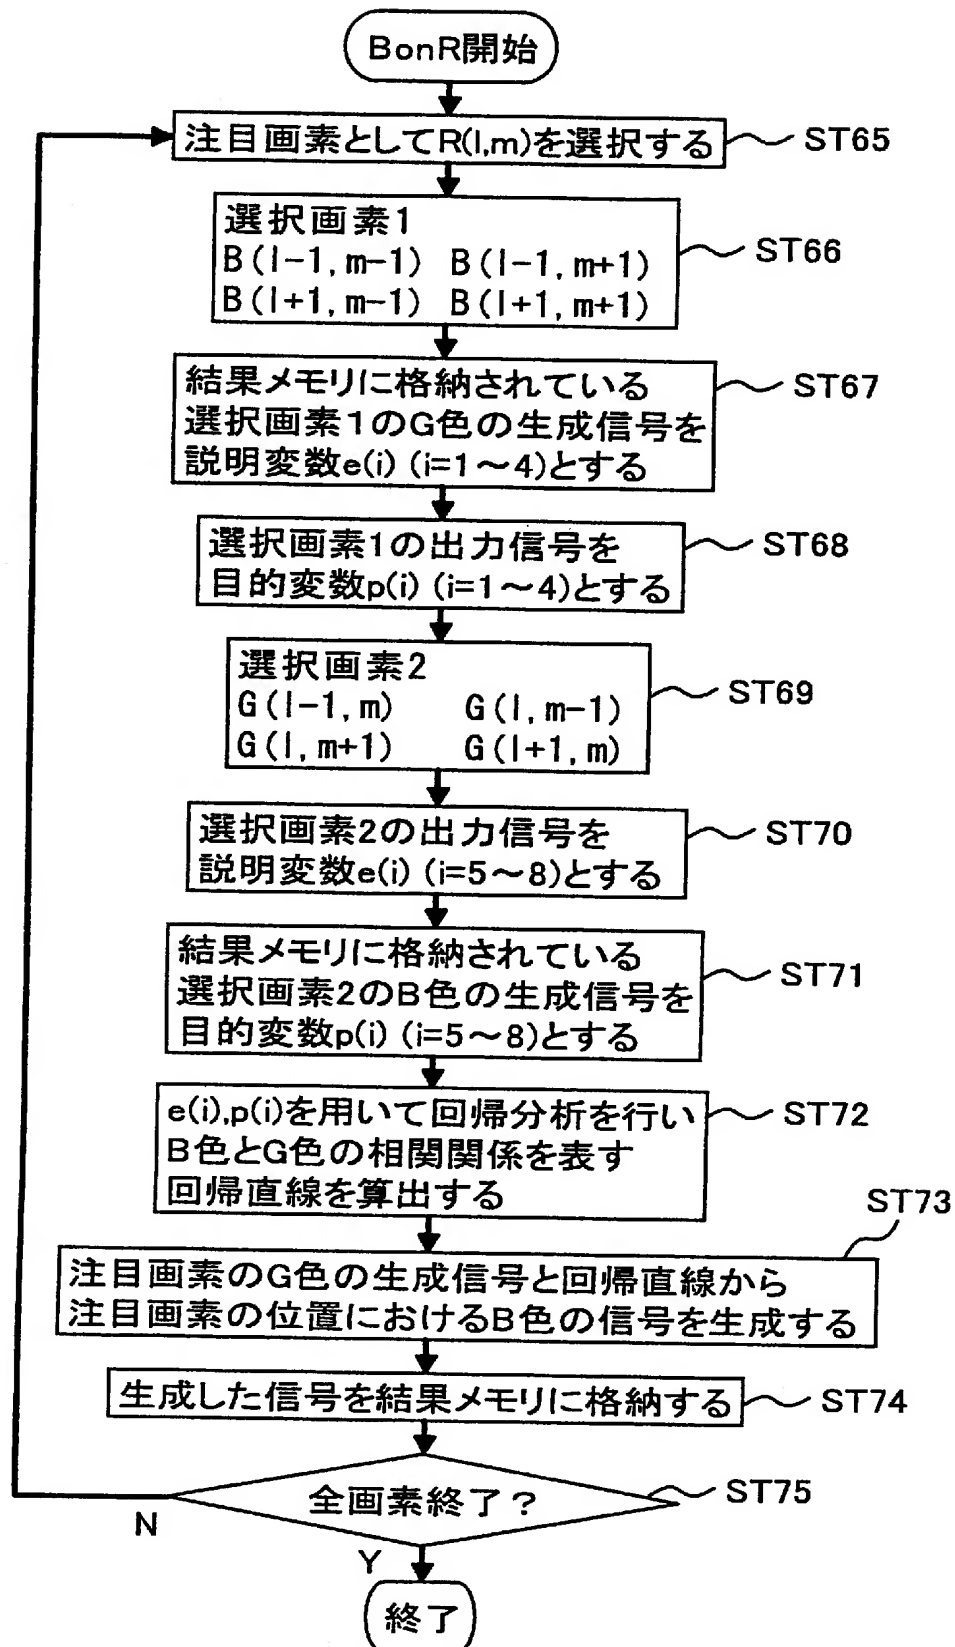 BonR開始
注目画素としてR(l,m)を選択する
ST65
選択画素1
B(l-1,m-1) B(l-1,m+1)
B(l+1,m-1) B(l+1,m+1)
ST66
結果メモリに格納されている
選択画素1のG色の生成信号を
説明変数e(i) (i=1～4)とする
ST67
選択画素1の出力信号を
目的変数p(i) (i=1～4)とする
ST68
選択画素2
G(l-1,m) G(l,m-1)
G(l,m+1) G(l+1,m)
ST69
選択画素2の出力信号を
説明変数e(i) (i=5～8)とする
ST70
結果メモリに格納されている
選択画素2のB色の生成信号を
目的変数p(i) (i=5～8)とする
ST71
e(i),p(i)を用いて回帰分析を行い
B色とG色の相関関係を表す
回帰直線を算出する
ST72
注目画素のG色の生成信号と回帰直線から
注目画素の位置におけるB色の信号を生成する
ST73
生成した信号を結果メモリに格納する
ST74
全画素終了？
ST75
N
Y
終了